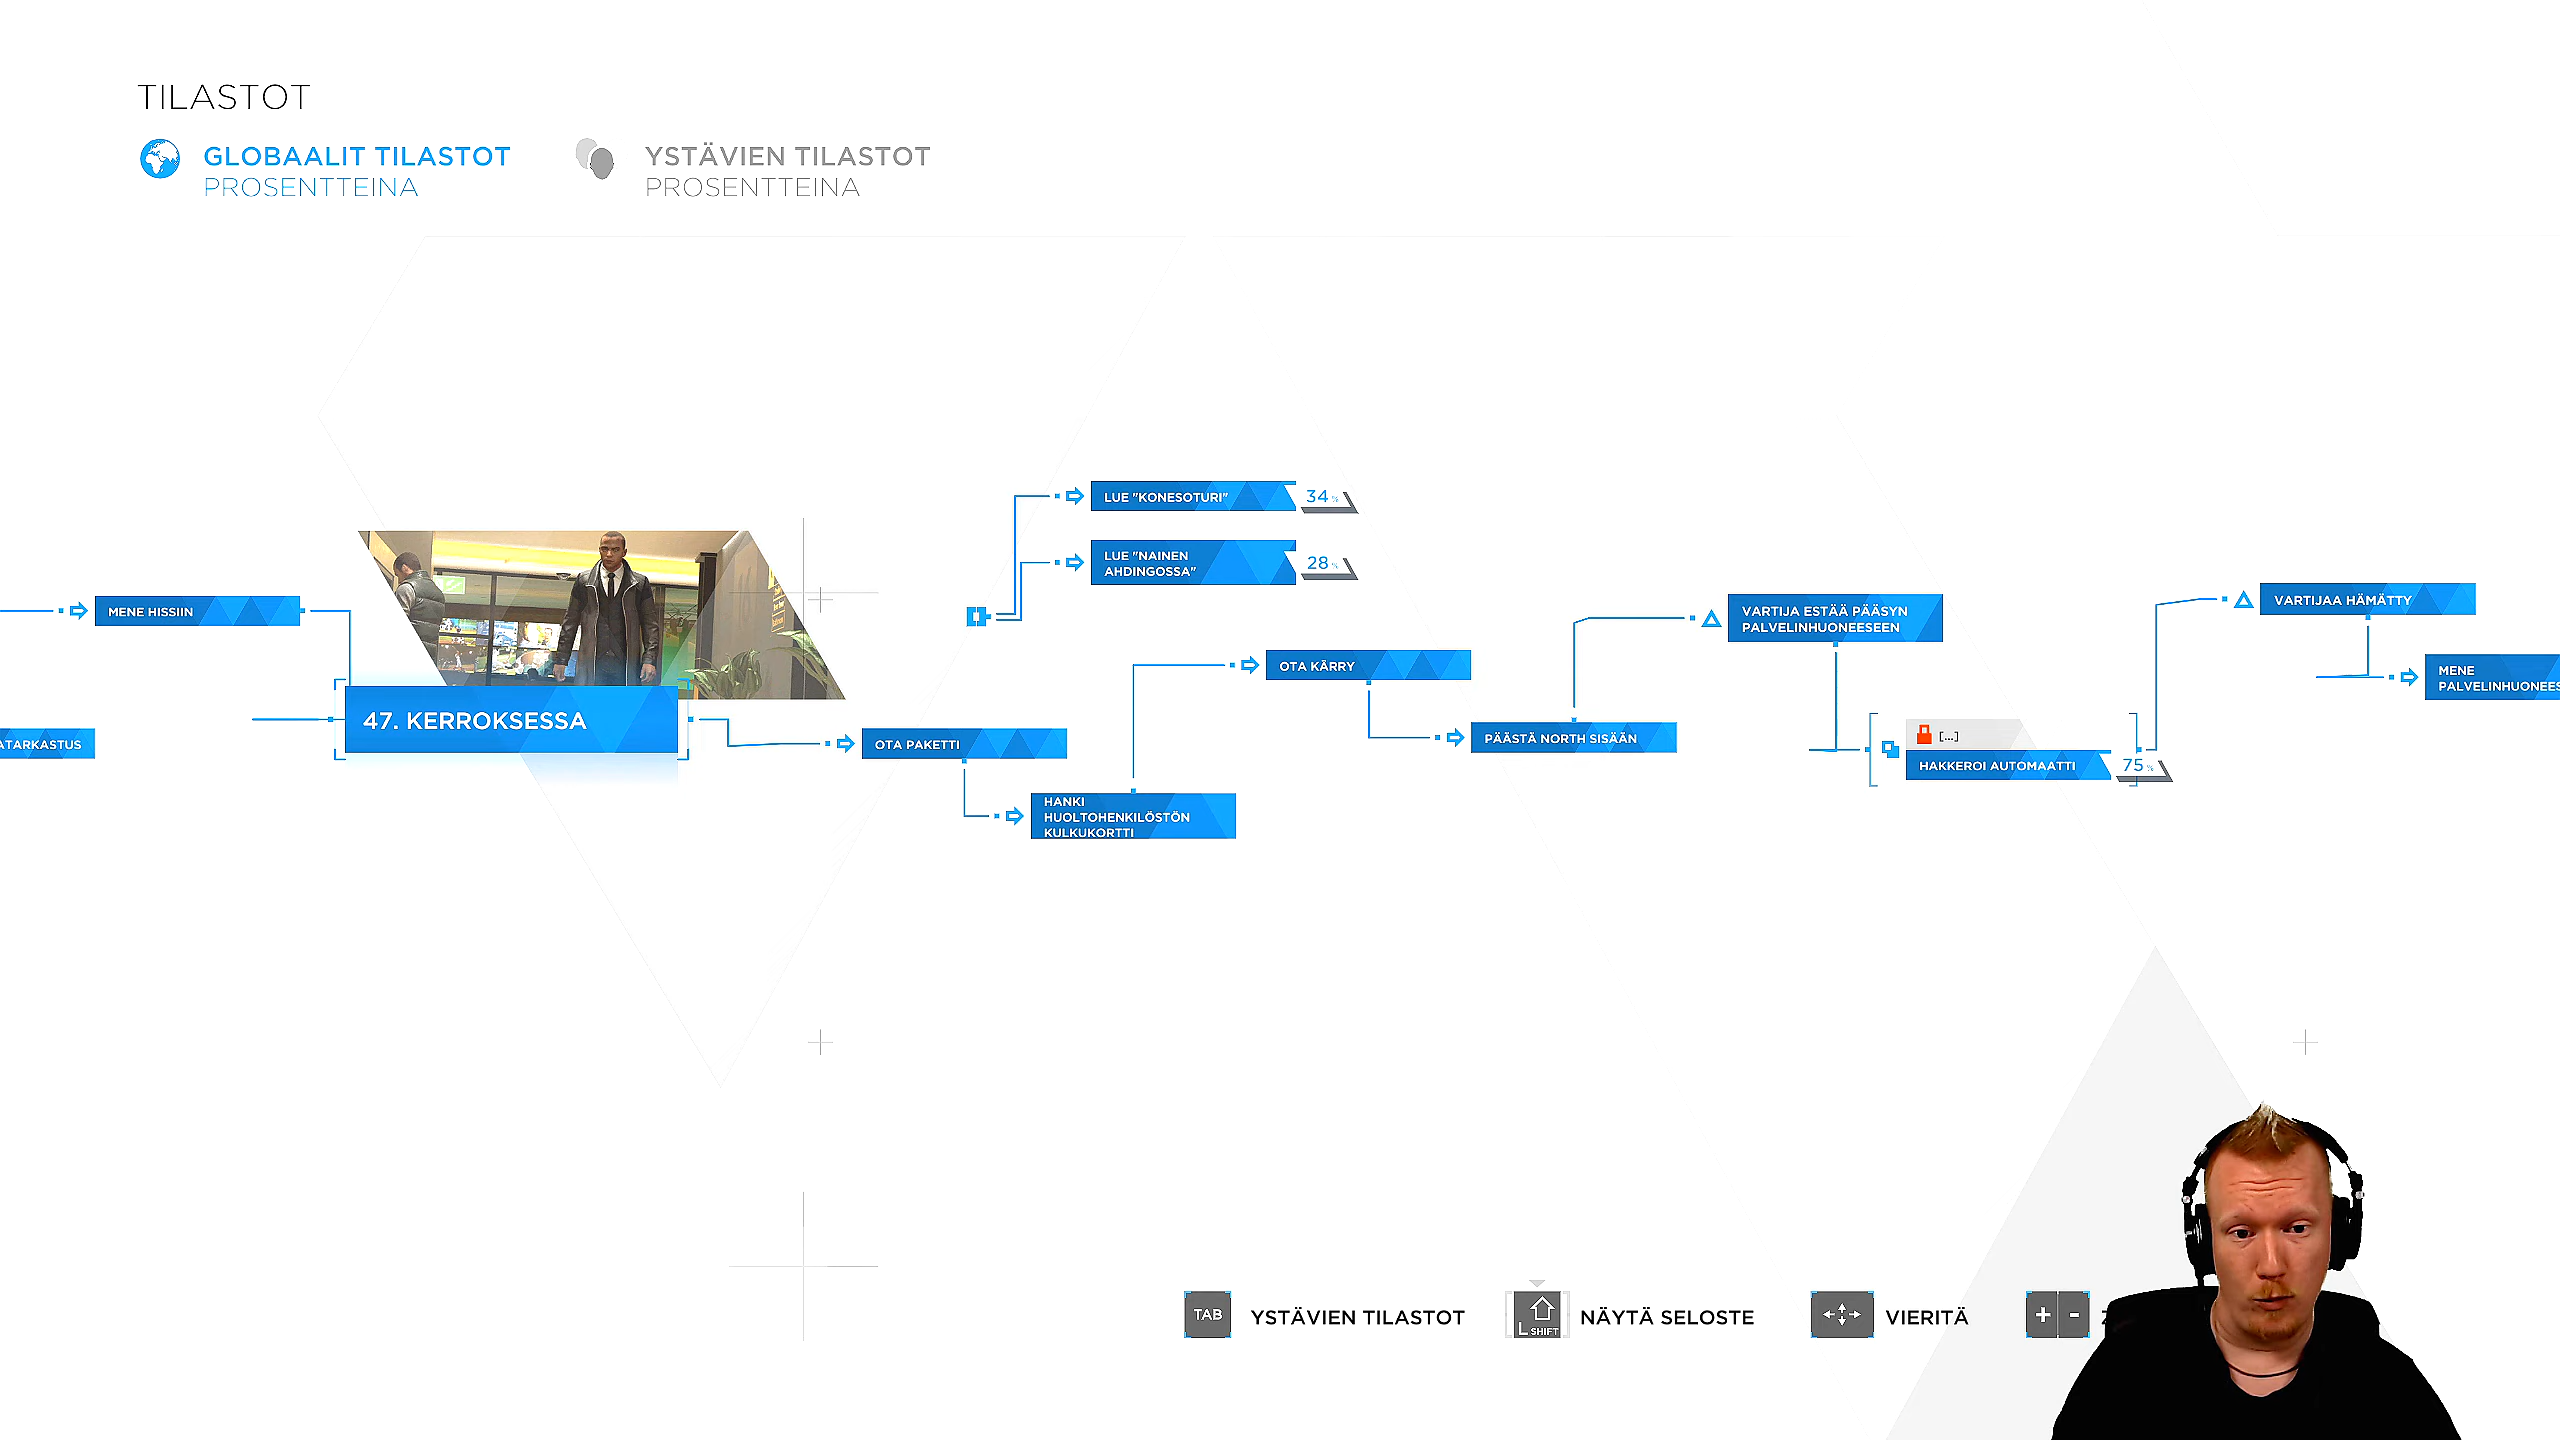 TILASTOT
GLOBAALIT TILASTOT
PROSENTTEINA
YSTÄVIEN TILASTOT
PROSENTTEINA
MENE HISSIIN
ATARKASTUS
47. KERROKSESSA
OTA PAKETTI
HANKI
HUOLTOHENKILÖSTÖN
KULKUKORTTI
LUE "KONESOTURI"
34 %
LUE "NAINEN
AHDINGOSSA"
28 %
OTA KÄRRY
PÄÄSTÄ NORTH SISÄÄN
VARTIJA ESTÄÄ PÄÄSYN
PALVELINHUONEESEEN
[...]
HAKKEROI AUTOMAATTI
75 %
VARTIJAA HÄMÄTTY
MENE
PALVELINHUONEES
TAB
YSTÄVIEN TILASTOT
L SHIFT
NÄYTÄ SELOSTE
VIERITÄ
+ -